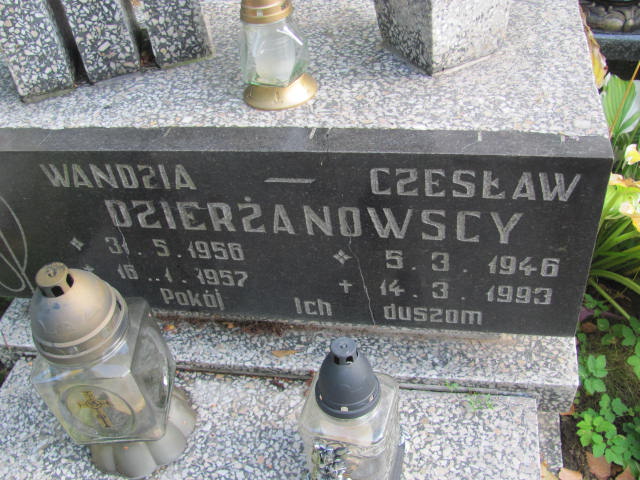 WANDZIA — CZESŁAW
DZIERŻANOWSCY
31.5.1956 5.3.1946
16.1.1957 14.3.1993
Pokój Ich duszom